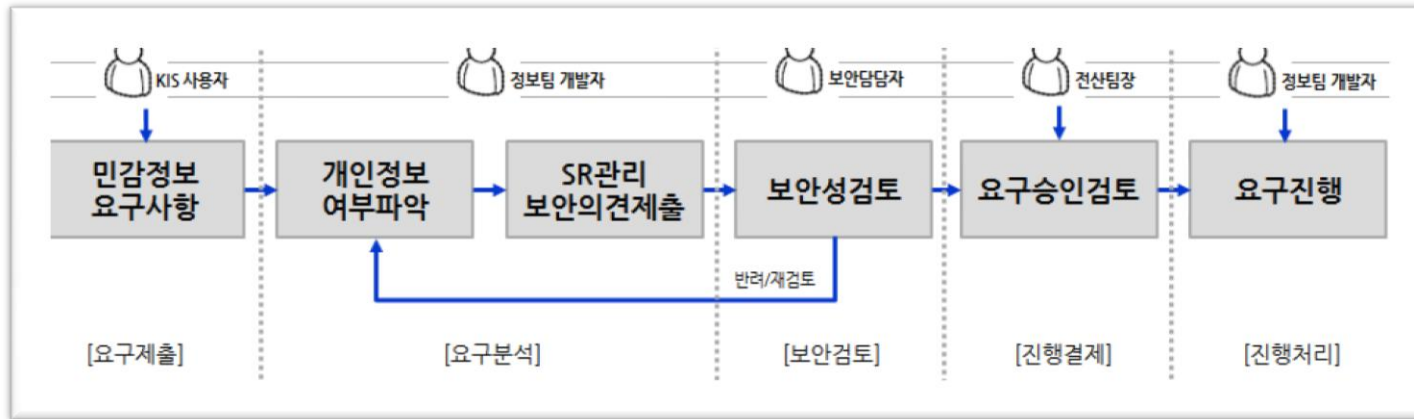 KIS 사용자
정보팀 개발자
보안담담자
전산팀장
정보팀 개발자
민감정보
요구사항
개인정보
여부파악
SR관리
보안의견제출
보안성검토
요구승인검토
요구진행
반려/재검토
[요구제출]
[요구분석]
[보안검토]
[진행결제]
[진행처리]